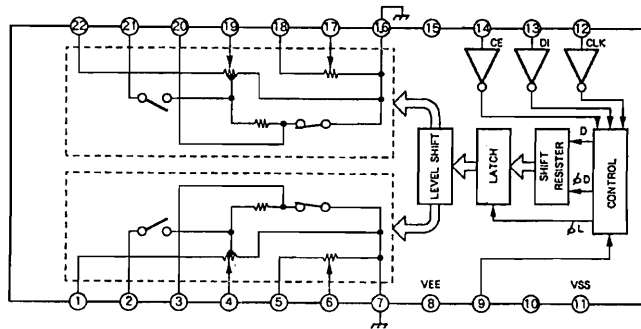 22 21 20 19 18 17 16 15 14 13 12
CE DI CLK
LEVEL SHIFT
LATCH
SHIFT REGISTER
CONTROL
D
φD
φL
VEE VSS
1 2 3 4 5 6 7 8 9 10 11